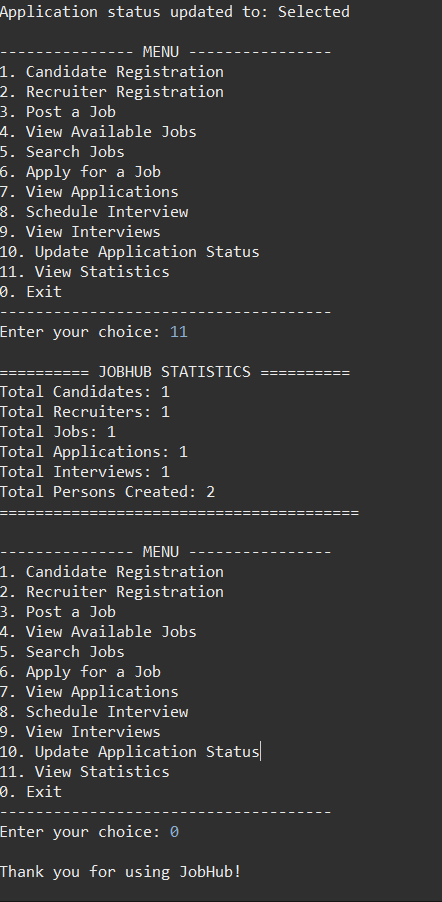 Application status updated to: Selected
--------------- MENU ----------------
1. Candidate Registration
2. Recruiter Registration
3. Post a Job
4. View Available Jobs
5. Search Jobs
6. Apply for a Job
7. View Applications
8. Schedule Interview
9. View Interviews
10. Update Application Status
11. View Statistics
0. Exit
-------------------------------------
Enter your choice: 11
========== JOBHUB STATISTICS ==========
Total Candidates: 1
Total Recruiters: 1
Total Jobs: 1
Total Applications: 1
Total Interviews: 1
Total Persons Created: 2
========================================
--------------- MENU ----------------
1. Candidate Registration
2. Recruiter Registration
3. Post a Job
4. View Available Jobs
5. Search Jobs
6. Apply for a Job
7. View Applications
8. Schedule Interview
9. View Interviews
10. Update Application Status
11. View Statistics
0. Exit
-------------------------------------
Enter your choice: 0
Thank you for using JobHub!